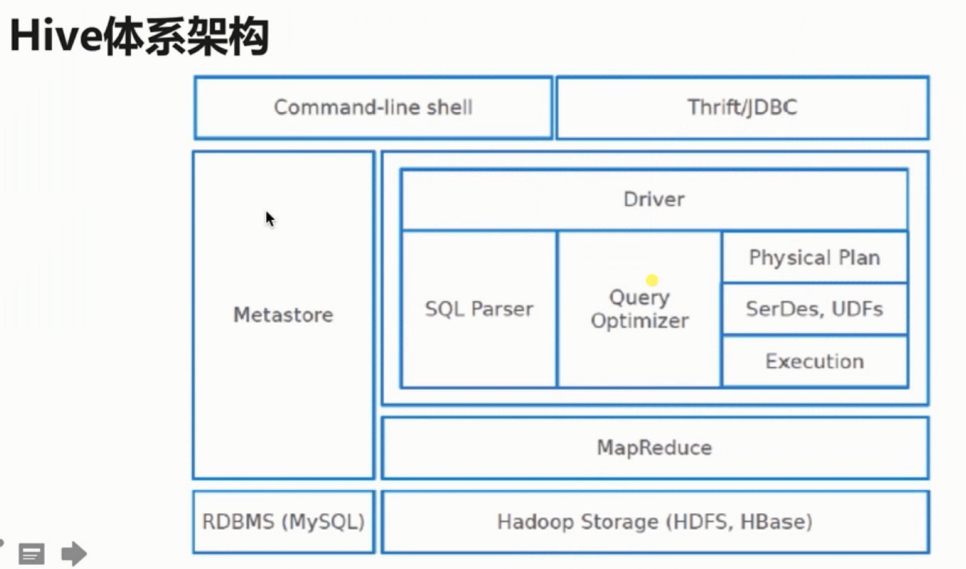 Hive体系架构
Command-line shell
Thrift/JDBC
Metastore
Driver
SQL Parser
Query
Optimizer
Physical Plan
SerDes, UDFs
Execution
MapReduce
RDBMS (MySQL)
Hadoop Storage (HDFS, HBase)